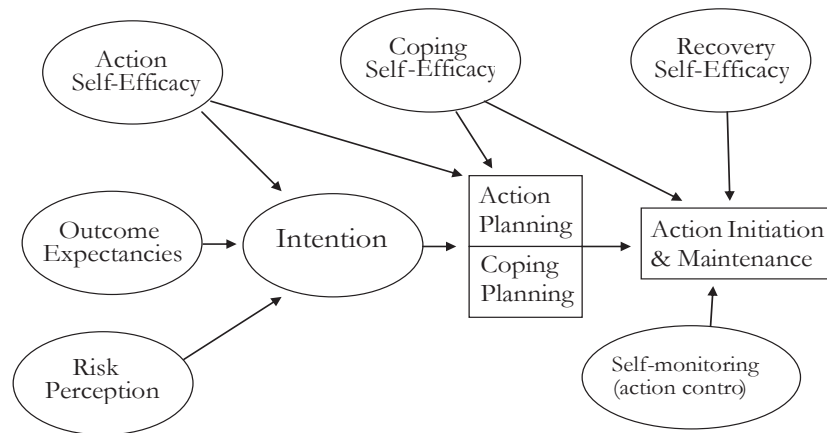 Action
Self-Efficacy
Coping
Self-Efficacy
Recovery
Self-Efficacy
Outcome
Expectancies
Intention
Action
Planning
Coping
Planning
Action Initiation
& Maintenance
Risk
Perception
Self-monitoring
(action contro)